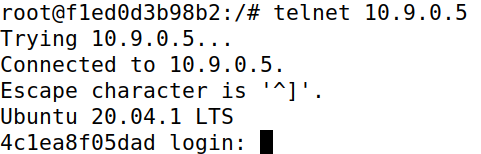 root@f1ed0d3b98b2:/# telnet 10.9.0.5
Trying 10.9.0.5...
Connected to 10.9.0.5.
Escape character is '^]'.
Ubuntu 20.04.1 LTS
4c1ea8f05dad login: